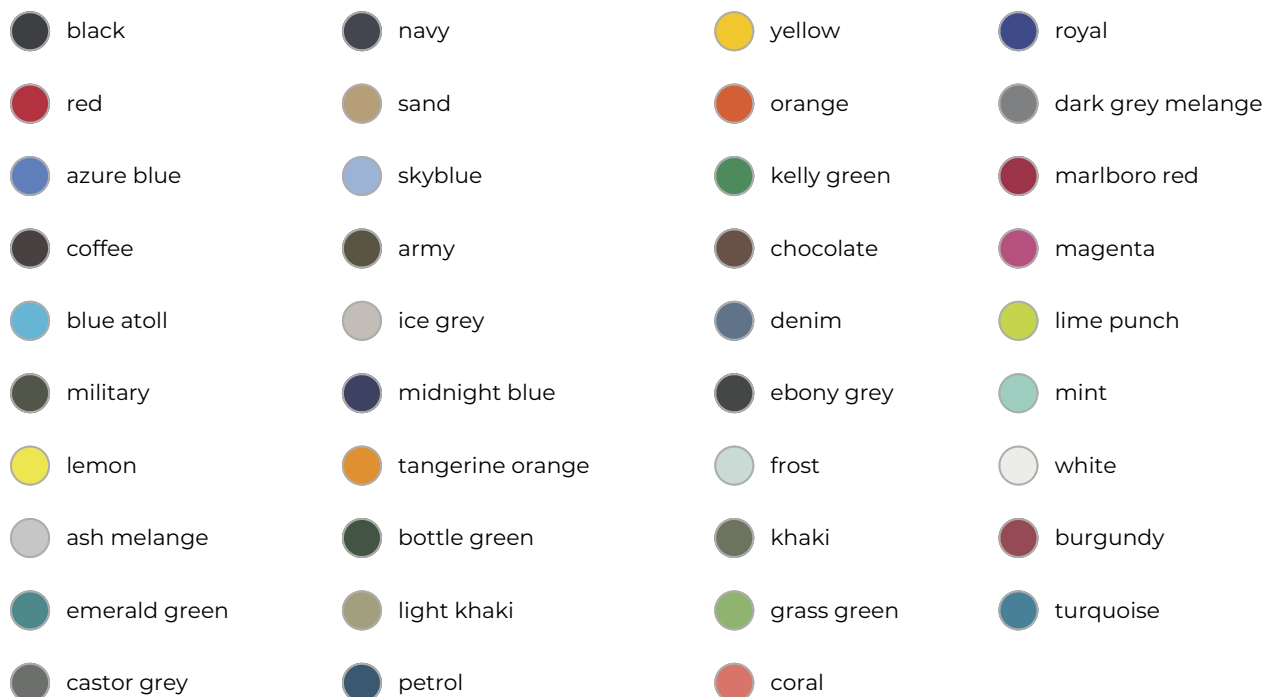 black
navy
yellow
royal
red
sand
orange
dark grey melange
azure blue
skyblue
kelly green
marlboro red
coffee
army
chocolate
magenta
blue atoll
ice grey
denim
lime punch
military
midnight blue
ebony grey
mint
lemon
tangerine orange
frost
white
ash melange
bottle green
khaki
burgundy
emerald green
light khaki
grass green
turquoise
castor grey
petrol
coral